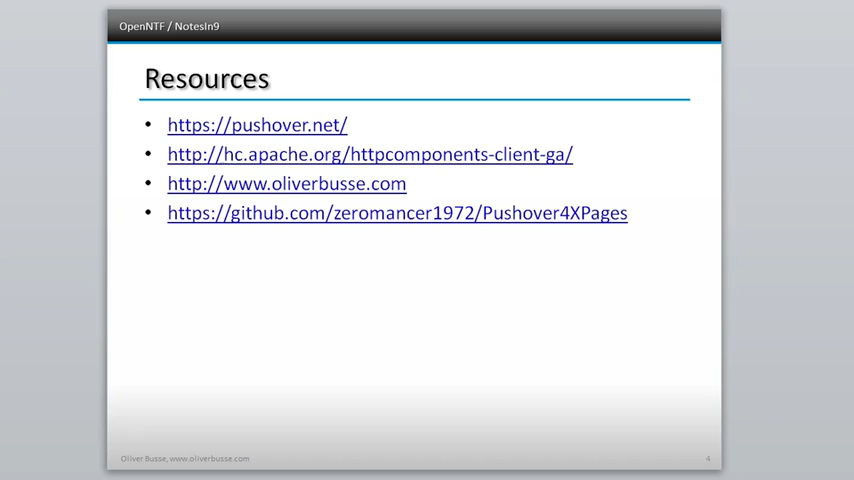 OpenNTF / NotesIn9
Resources
• https://pushover.net/
• http://hc.apache.org/httpcomponents-client-ga/
• http://www.oliverbusse.com
• https://github.com/zeromancer1972/Pushover4XPages
Oliver Busse, www.oliverbusse.com 4